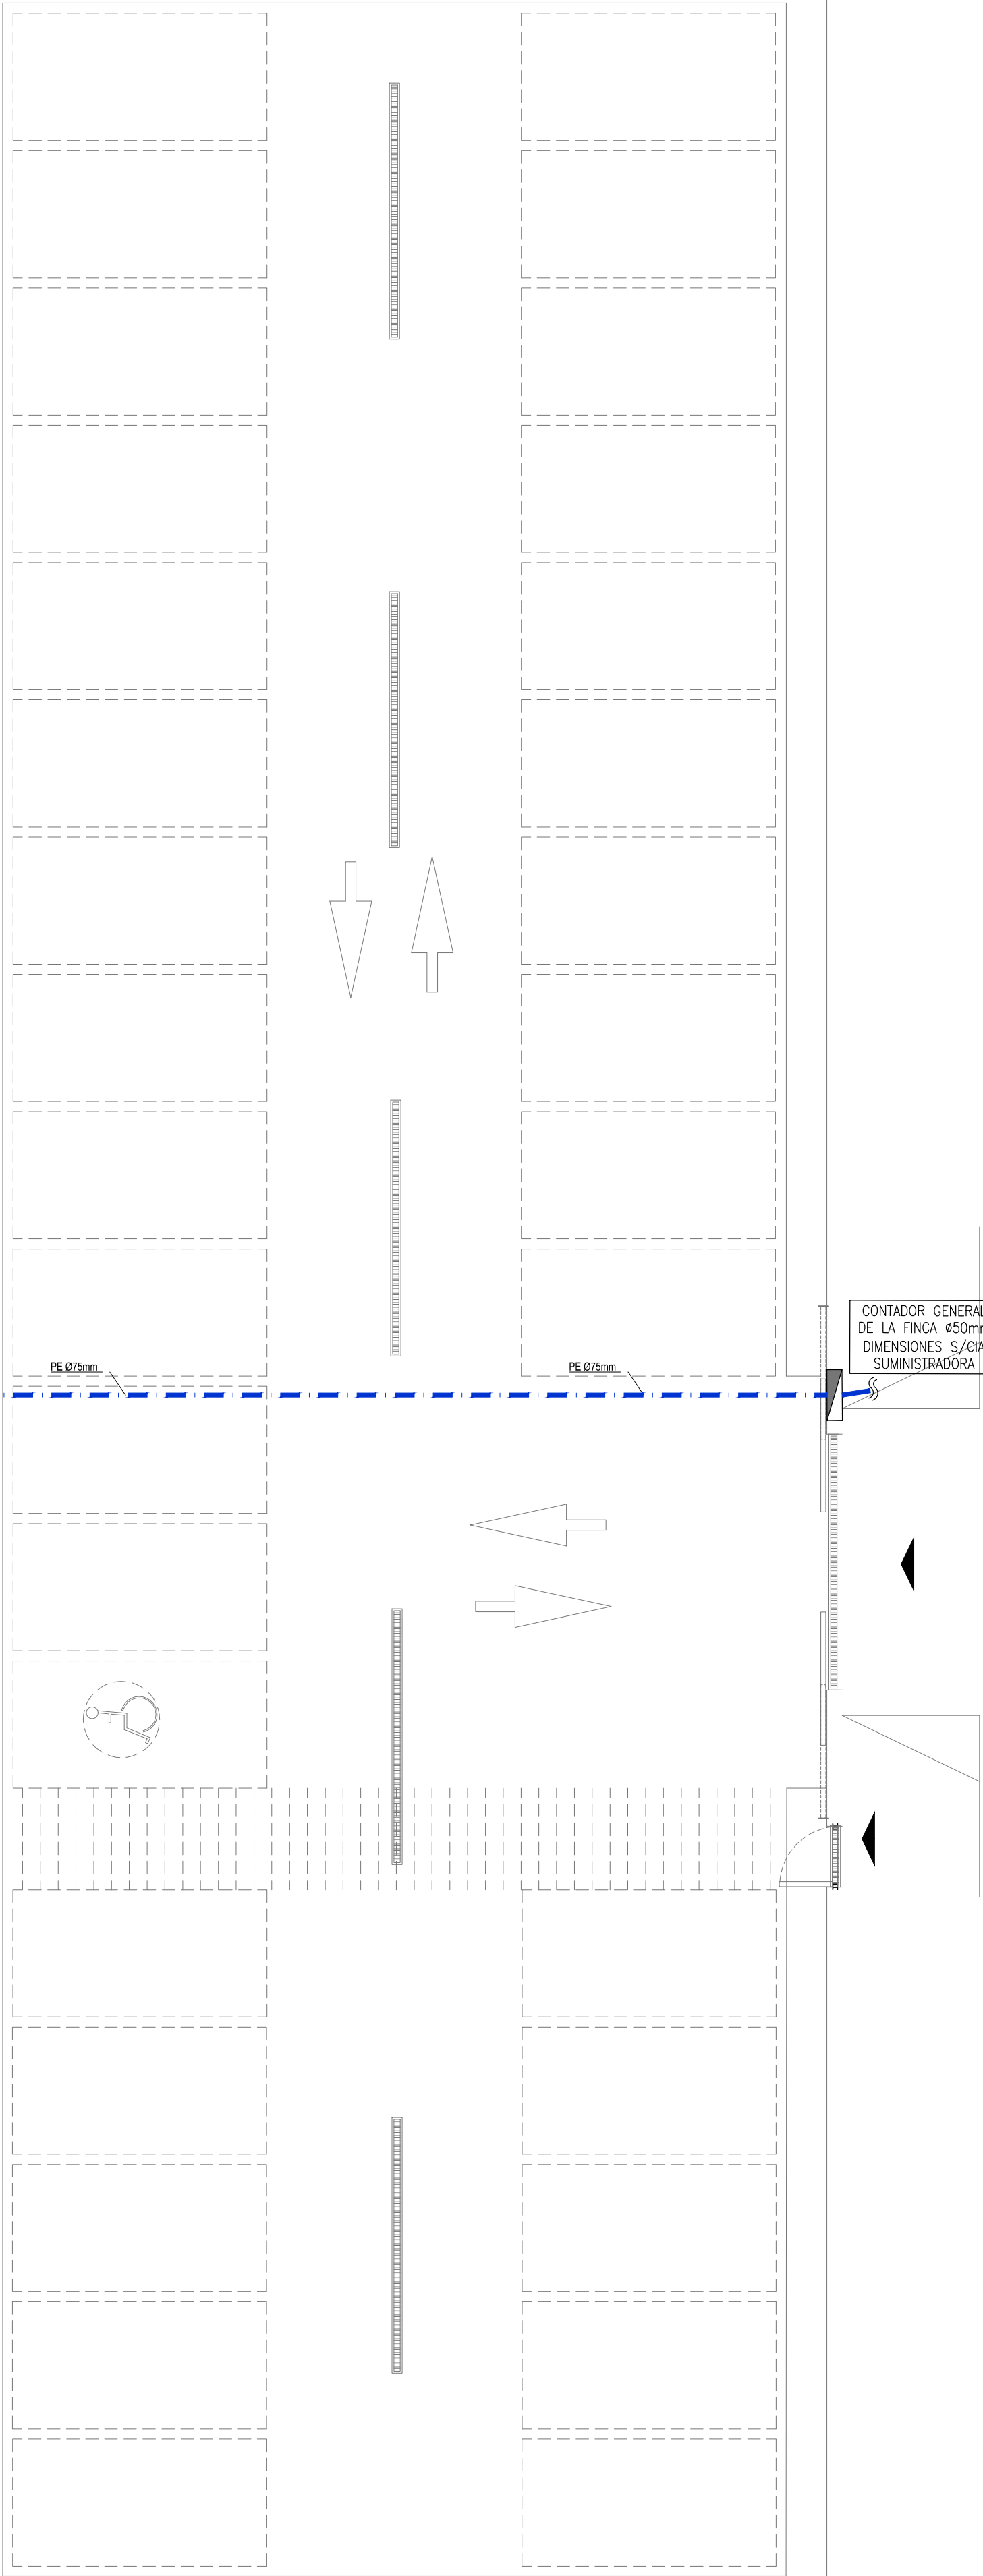 CONTADOR GENERAL
DE LA FINCA ø50mm
DIMENSIONES S/CIA
SUMINISTRADORA
PE Ø75mm
PE Ø75mm